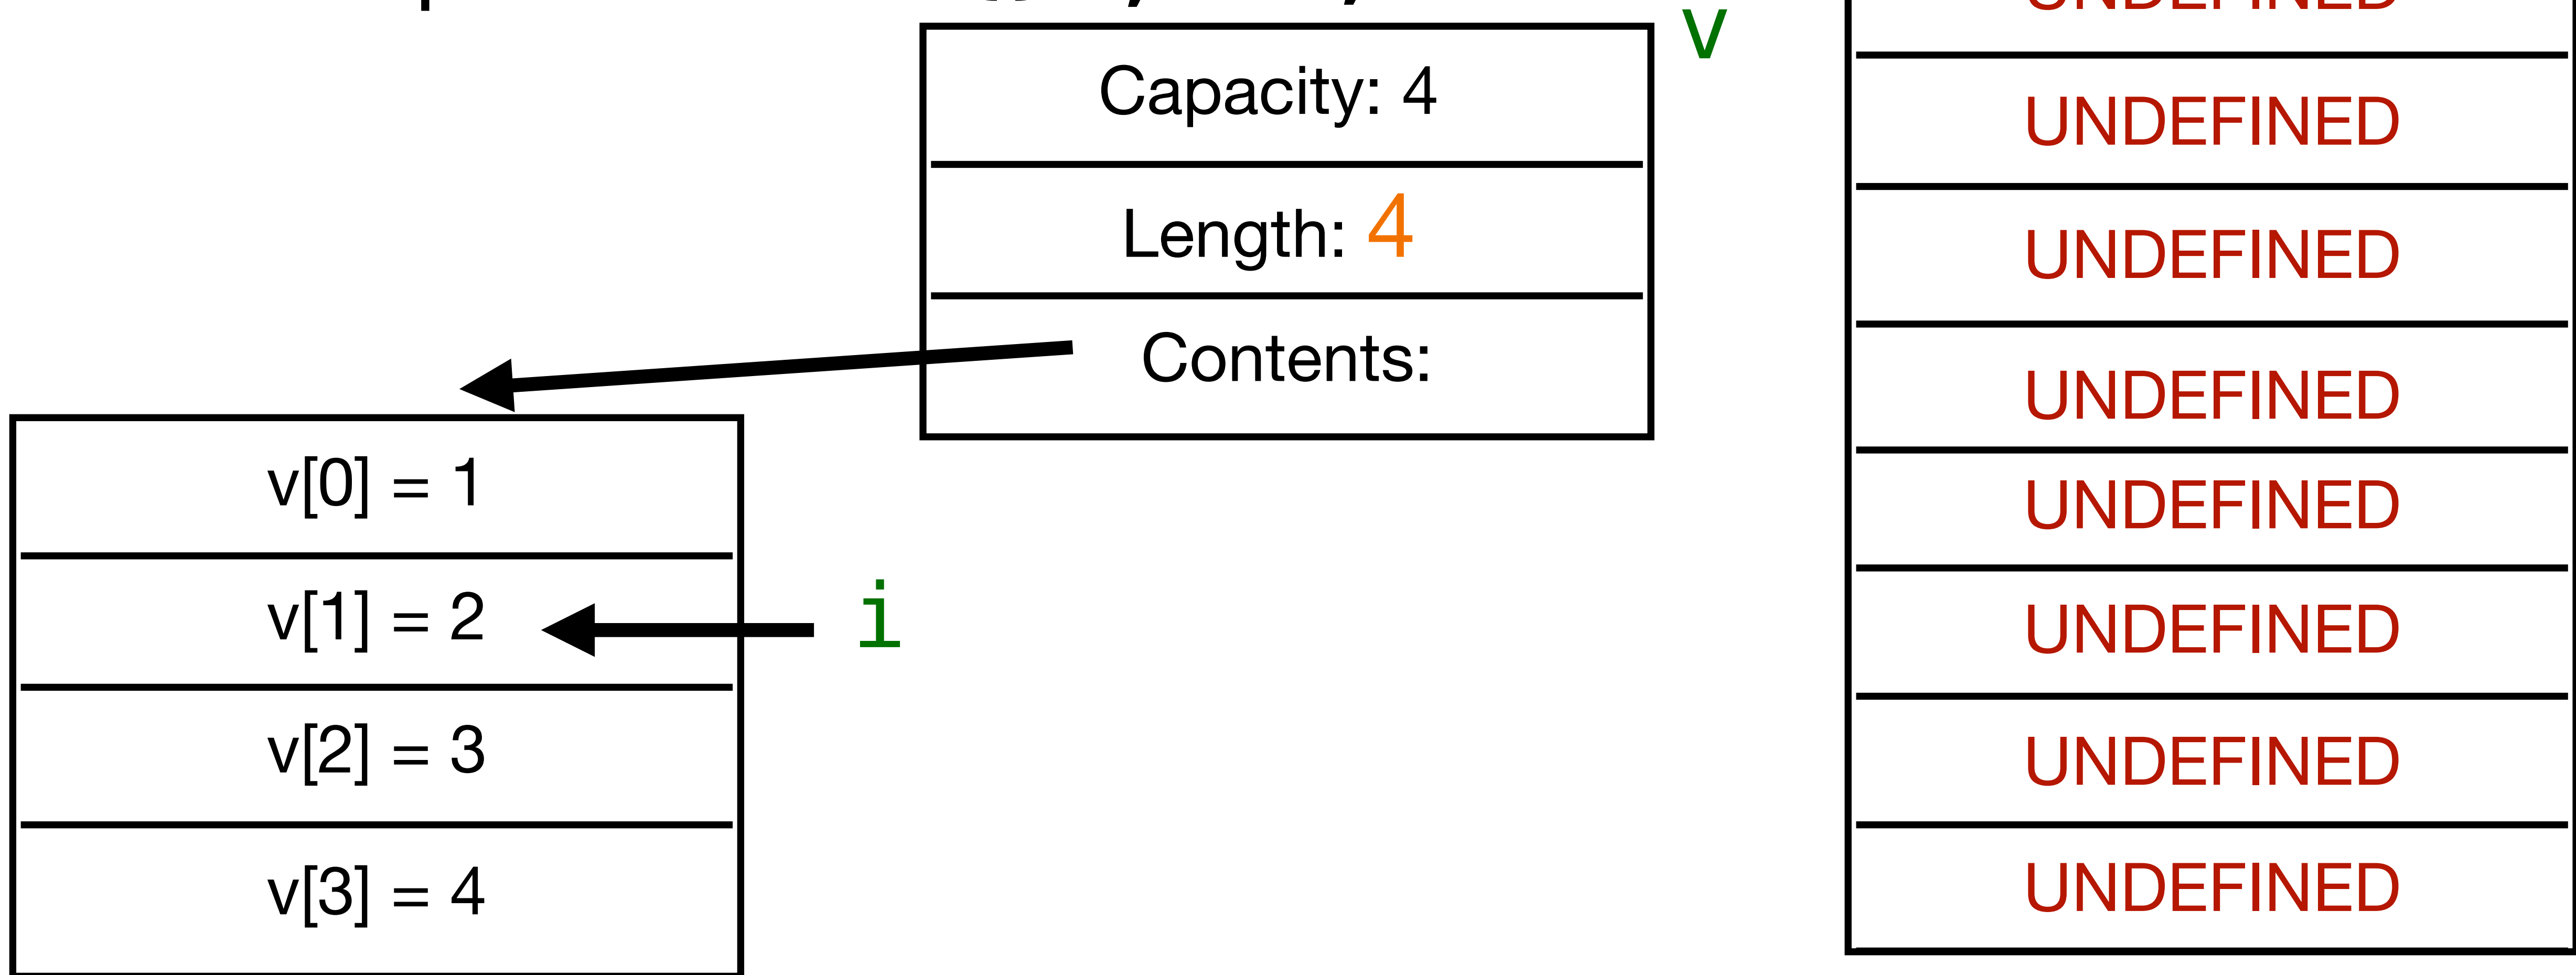 v
Capacity: 4
Length: 4
Contents:
v[0] = 1
v[1] = 2
i
v[2] = 3
v[3] = 4
UNDEFINED
UNDEFINED
UNDEFINED
UNDEFINED
UNDEFINED
UNDEFINED
UNDEFINED
UNDEFINED